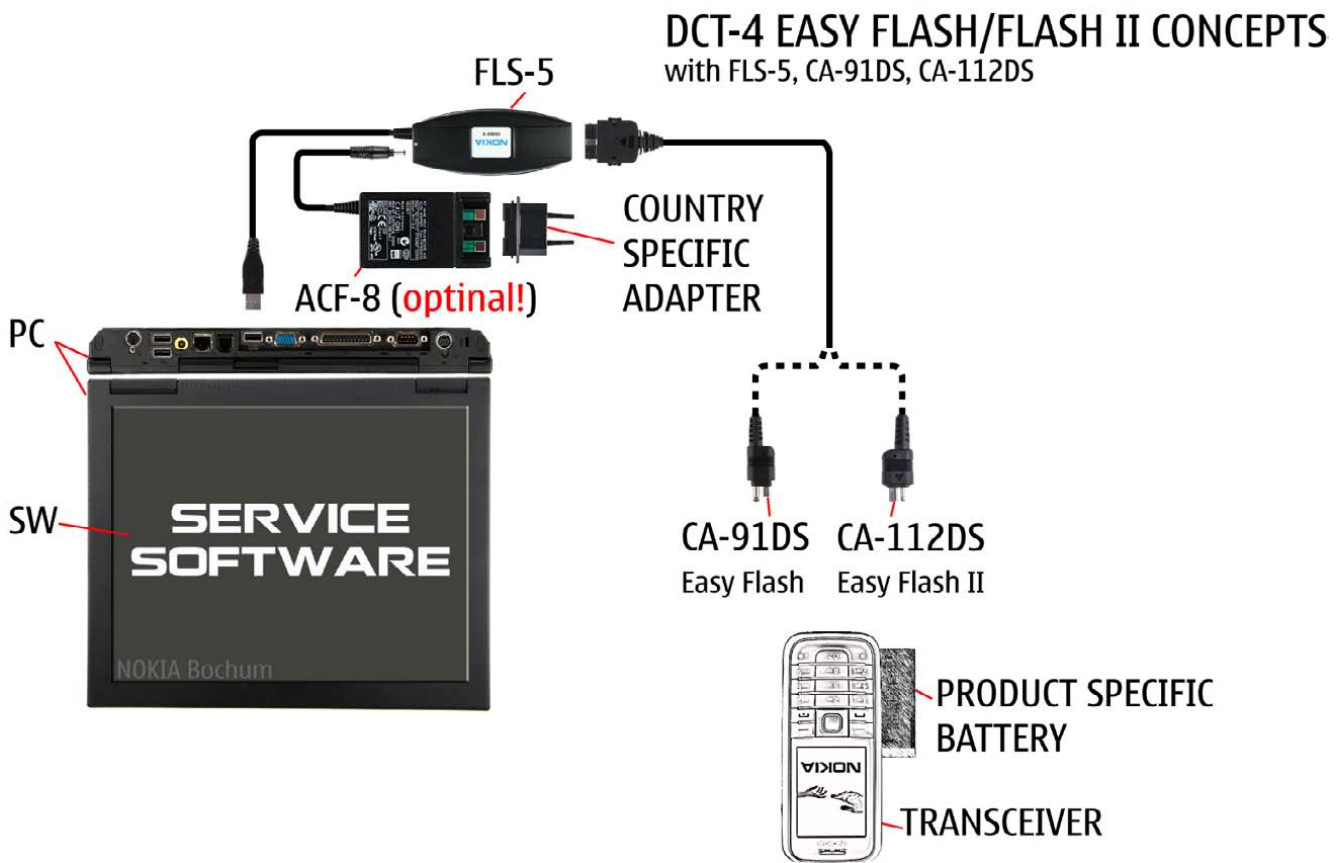 DCT-4 EASY FLASH/FLASH II CONCEPTS
with FLS-5, CA-91DS, CA-112DS
FLS-5
NOKIA
COUNTRY
SPECIFIC
ADAPTER
ACF-8 (optinal!)
PC
SW
SERVICE
SOFTWARE
NOKIA Bochum
CA-91DS
Easy Flash
CA-112DS
Easy Flash II
PRODUCT SPECIFIC
BATTERY
NOKIA
TRANSCEIVER